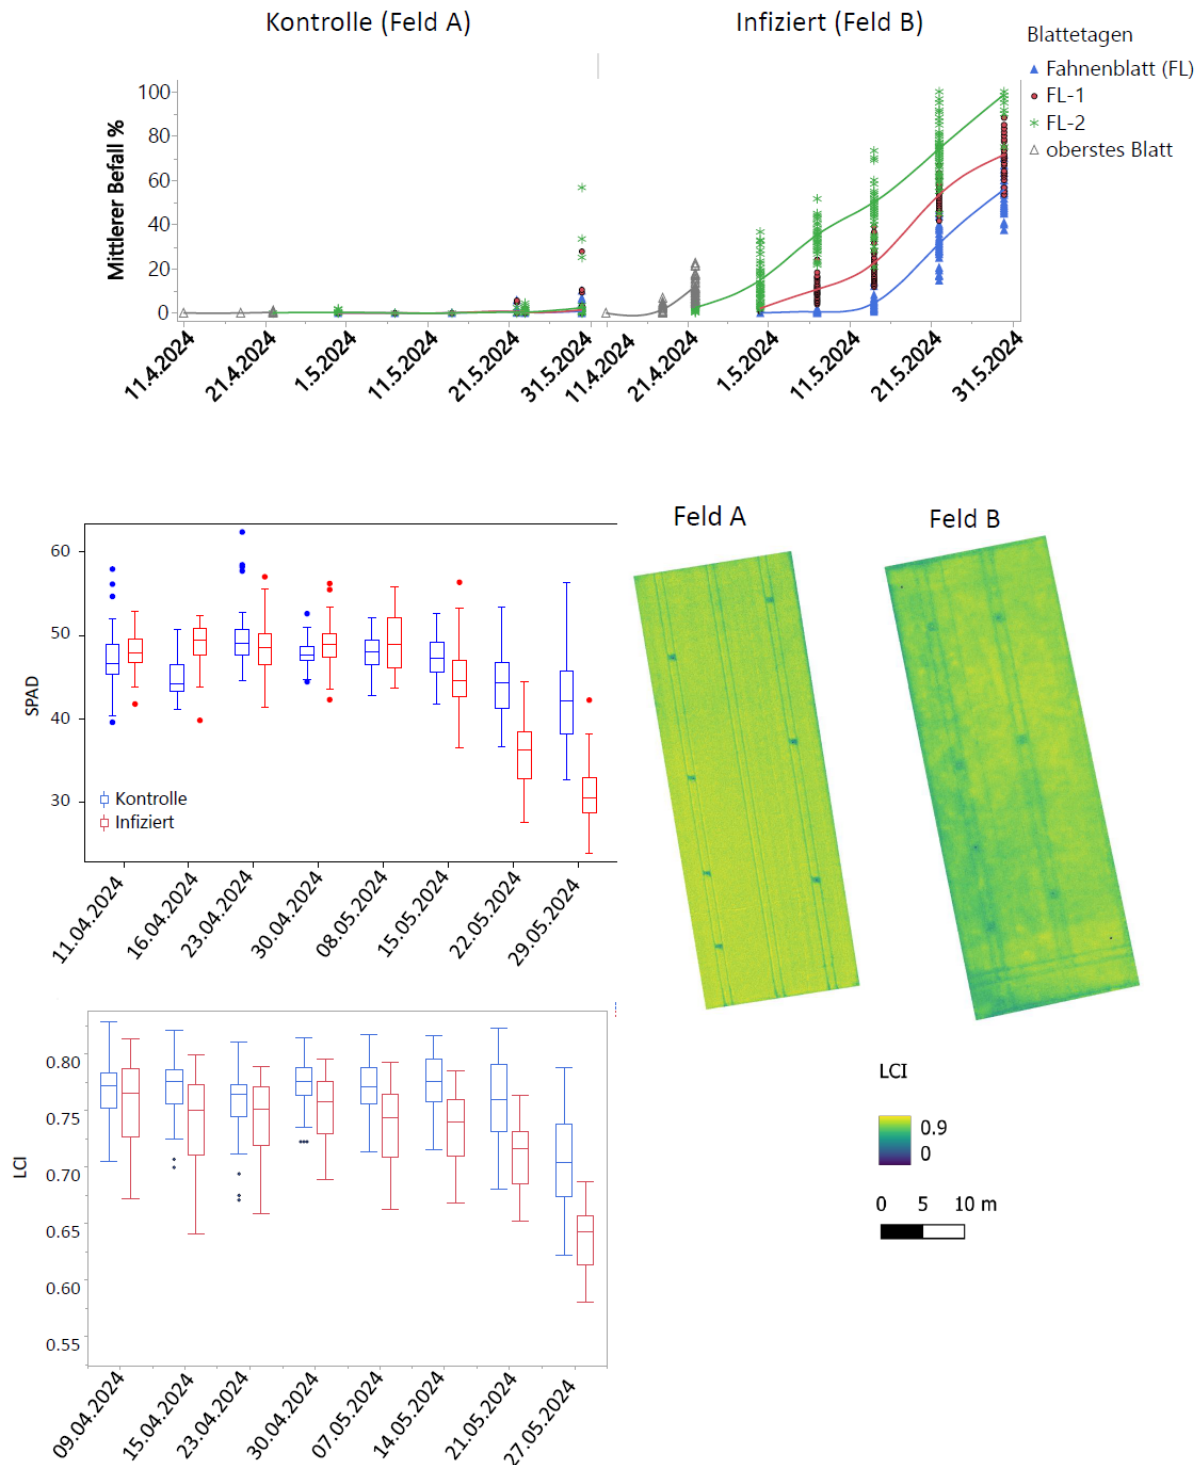 Kontrolle (Feld A)
Infiziert (Feld B)
Blattetagen
Fahnenblatt (FL)
FL-1
FL-2
oberstes Blatt
Mittlerer Befall %
100
80
60
40
20
0
11.4.2024
21.4.2024
1.5.2024
11.5.2024
21.5.2024
31.5.2024
11.4.2024
21.4.2024
1.5.2024
11.5.2024
21.5.2024
31.5.2024
SPAD
60
50
40
30
Kontrolle
Infiziert
11.04.2024
16.04.2024
23.04.2024
30.04.2024
08.05.2024
15.05.2024
22.05.2024
29.05.2024
Feld A
Feld B
LCI
0.9
0
0 5 10 m
LCI
0.80
0.75
0.70
0.65
0.60
0.55
09.04.2024
15.04.2024
23.04.2024
30.04.2024
07.05.2024
14.05.2024
21.05.2024
27.05.2024